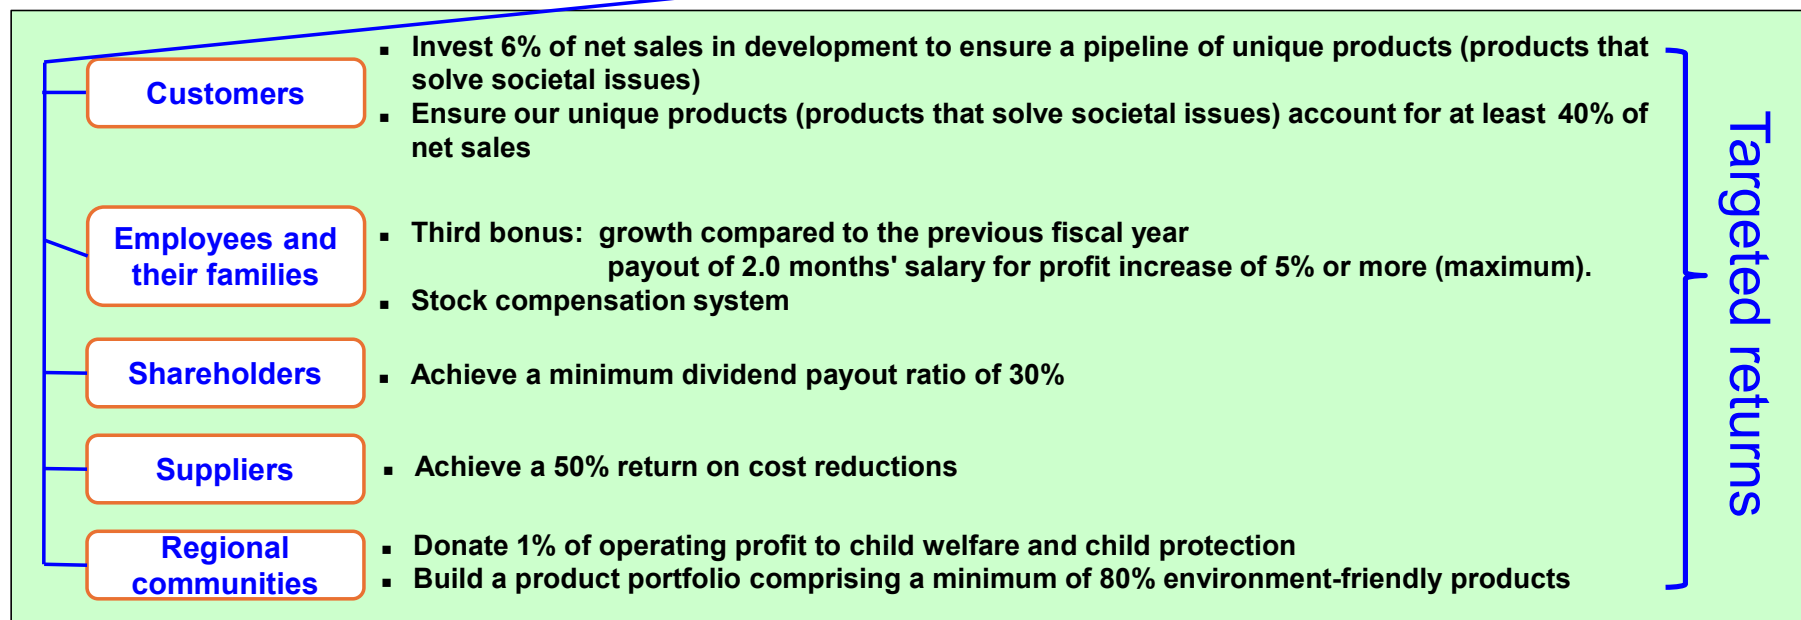 Customers
▪ Invest 6% of net sales in development to ensure a pipeline of unique products (products that
solve societal issues)
▪ Ensure our unique products (products that solve societal issues) account for at least 40% of
net sales
Employees and
their families
▪ Third bonus: growth compared to the previous fiscal year
payout of 2.0 months' salary for profit increase of 5% or more (maximum).
▪ Stock compensation system
Shareholders
▪ Achieve a minimum dividend payout ratio of 30%
Suppliers
▪ Achieve a 50% return on cost reductions
Regional
communities
▪ Donate 1% of operating profit to child welfare and child protection
▪ Build a product portfolio comprising a minimum of 80% environment-friendly products
Targeted returns